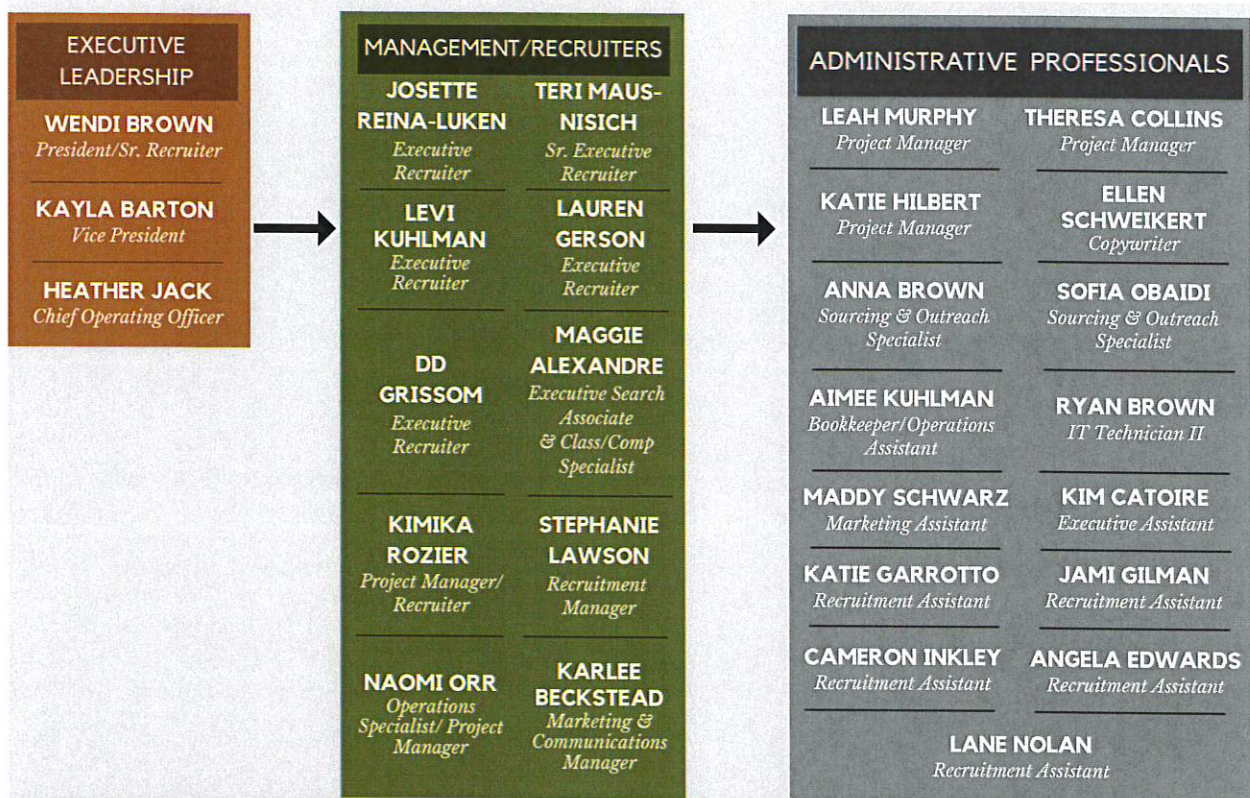 EXECUTIVE
LEADERSHIP
WENDI BROWN
President/Sr. Recruiter
KAYLA BARTON
Vice President
HEATHER JACK
Chief Operating Officer
MANAGEMENT/RECRUITERS
JOSETTE
REINA-LUKEN
Executive
Recruiter
TERI MAUS-
NISICH
Sr. Executive
Recruiter
LEVI
KUHLMAN
Executive
Recruiter
LAUREN
GERSON
Executive
Recruiter
DD
GRISSOM
Executive
Recruiter
MAGGIE
ALEXANDRE
Executive Search
Associate
& Class/Comp
Specialist
KIMIKA
ROZIER
Project Manager/
Recruiter
STEPHANIE
LAWSON
Recruitment
Manager
NAOMI ORR
Operations
Specialist/ Project
Manager
KARLEE
BECKSTEAD
Marketing &
Communications
Manager
ADMINISTRATIVE PROFESSIONALS
LEAH MURPHY
Project Manager
THERESA COLLINS
Project Manager
KATIE HILBERT
Project Manager
ELLEN
SCHWEIKERT
Copywriter
ANNA BROWN
Sourcing & Outreach
Specialist
SOFIA OBAIDI
Sourcing & Outreach
Specialist
AIMEE KUHLMAN
Bookkeeper/Operations
Assistant
RYAN BROWN
IT Technician II
MADDY SCHWARZ
Marketing Assistant
KIM CATOIRE
Executive Assistant
KATIE GARROTTO
Recruitment Assistant
JAMI GILMAN
Recruitment Assistant
CAMERON INKLEY
Recruitment Assistant
ANGELA EDWARDS
Recruitment Assistant
LANE NOLAN
Recruitment Assistant